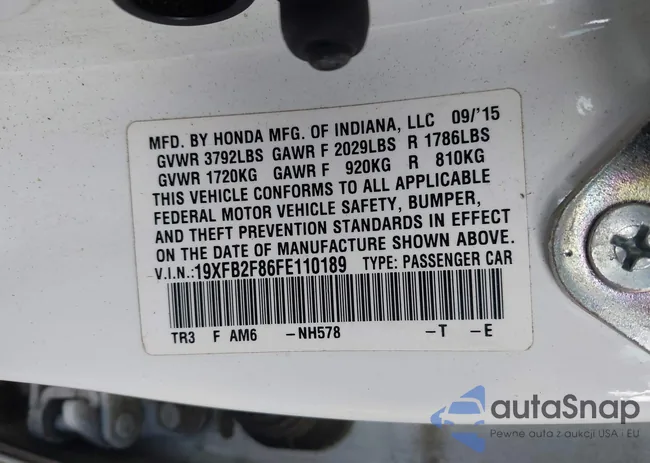 MFD. BY HONDA MFG. OF INDIANA, LLC 09/'15
GVWR 3792LBS GAWR F 2029LBS R 1786LBS
GVWR 1720KG GAWR F 920KG R 810KG
THIS VEHICLE CONFORMS TO ALL APPLICABLE
FEDERAL MOTOR VEHICLE SAFETY, BUMPER,
AND THEFT PREVENTION STANDARDS IN EFFECT
ON THE DATE OF MANUFACTURE SHOWN ABOVE.
V.I.N.:19XFB2F86FE110189 TYPE: PASSENGER CAR
TR3 F AM6 -NH578 -T -E
autaSnap
Pewne auta z aukcji USA i EU